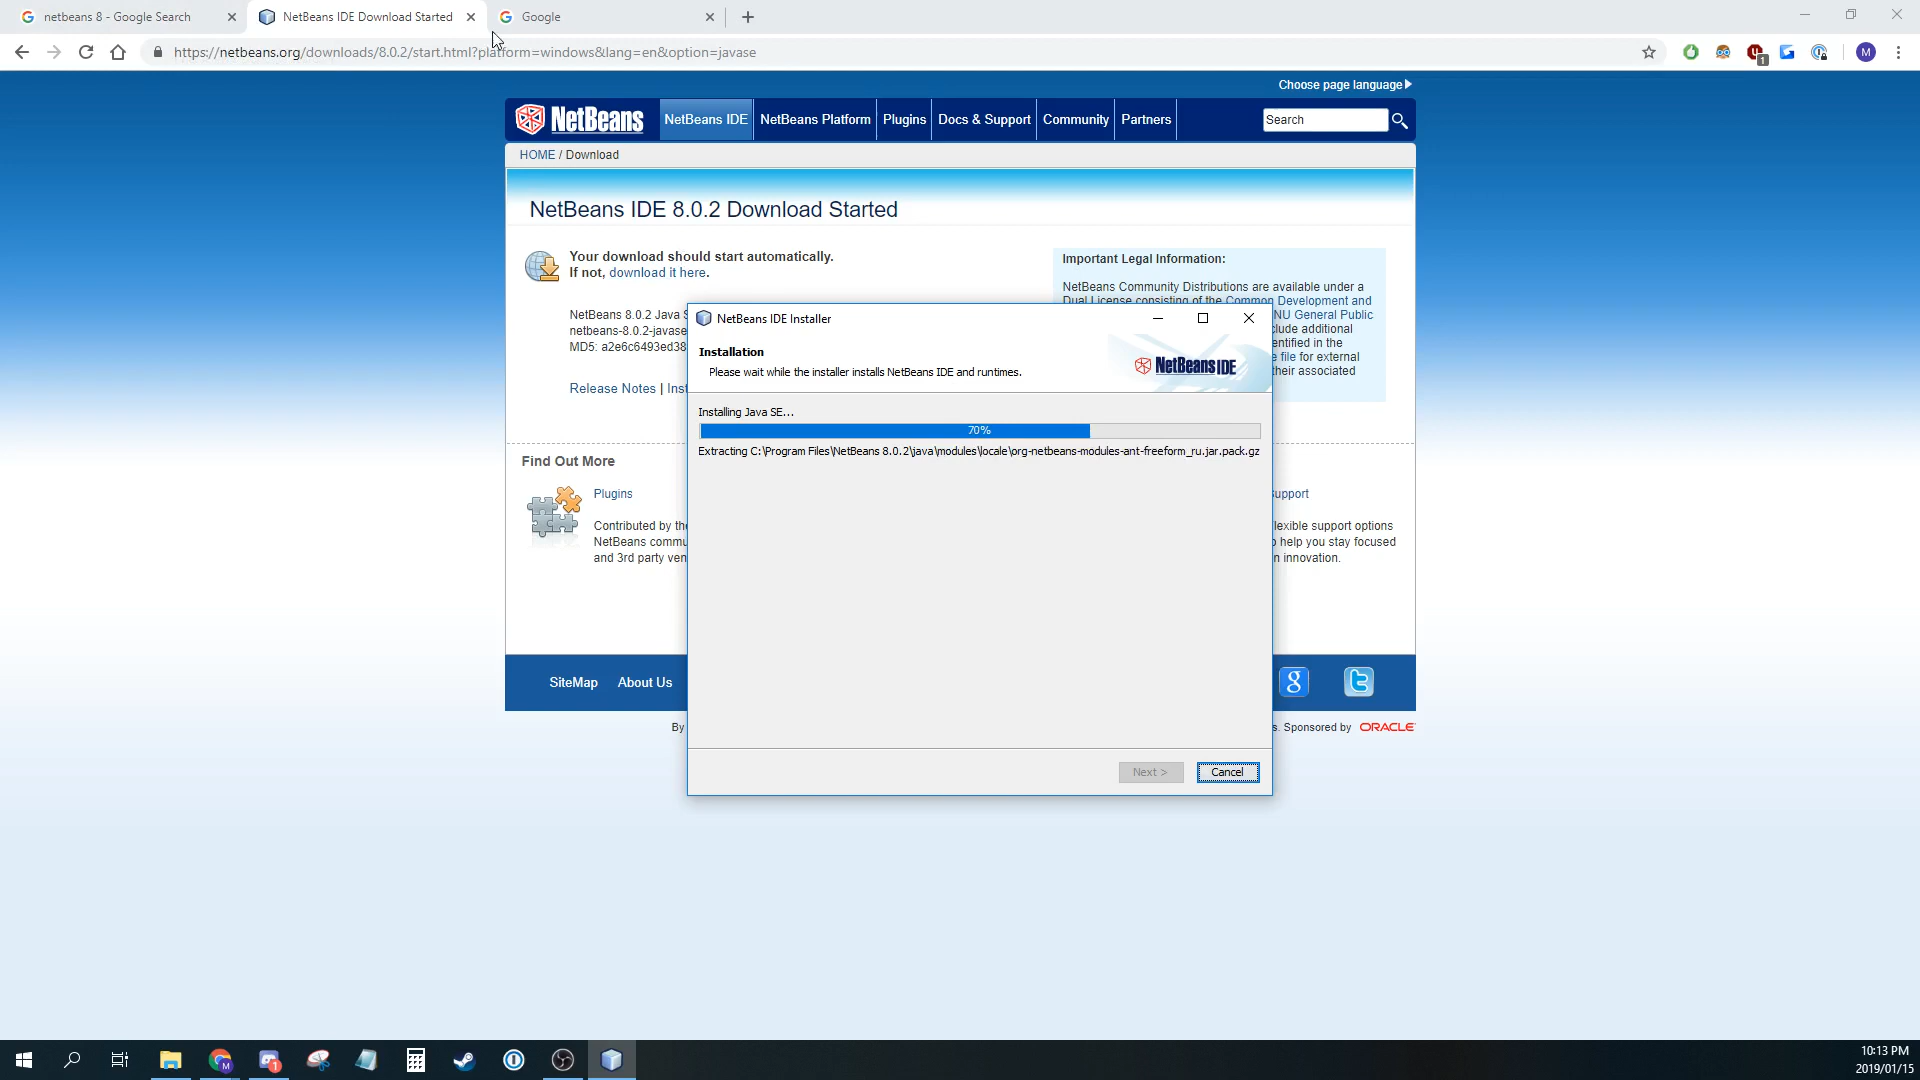 netbeans 8 - Google Search
NetBeans IDE Download Started
Google
https://netbeans.org/downloads/8.0.2/start.html?platform=windows&lang=en&option=javase
1
M
Choose page language
NetBeans
NetBeans IDE
NetBeans Platform
Plugins
Docs & Support
Community
Partners
Search
HOME / Download
NetBeans IDE 8.0.2 Download Started
Your download should start automatically.
If not, download it here.
NetBeans 8.0.2 Java S
netbeans-8.0.2-javase
MD5: a2e6c6493ed38
Release Notes | Inst
Important Legal Information:
NetBeans Community Distributions are available under a
Dual License consisting of the Common Development and
NU General Public
clude additional
entified in the
e file for external
their associated
NetBeans IDE Installer
Installation
Please wait while the installer installs NetBeans IDE and runtimes.
NetBeans IDE
Installing Java SE...
70%
Extracting C:\Program Files\NetBeans 8.0.2\java\modules\locale\org-netbeans-modules-ant-freeform_ru.jar.pack.gz
Next >
Cancel
Find Out More
Plugins
Contributed by the
NetBeans commu
and 3rd party ven
support
lexible support options
o help you stay focused
n innovation.
SiteMap
About Us
By
s. Sponsored by ORACLE
M
1
10:13 PM
2019/01/15